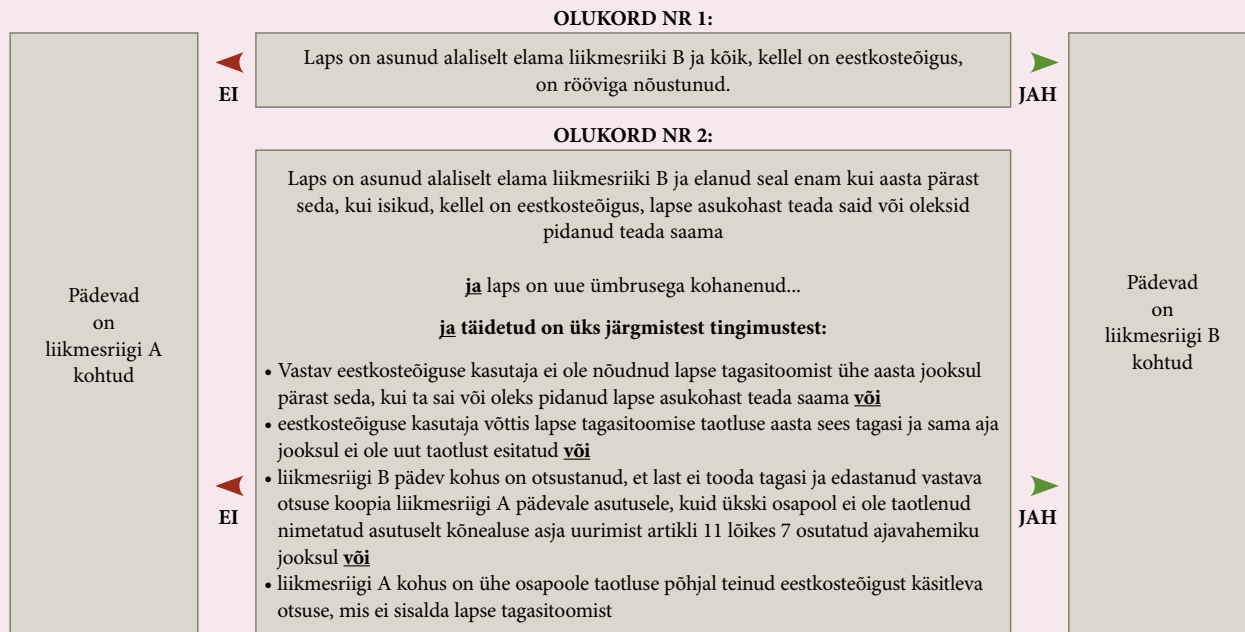 OLUKORD NR 1:
Laps on asunud alaliselt elama liikmesriiki B ja kõik, kellel on eestkosteõigus,
on rööviga nõustunud.
EI
JAH
OLUKORD NR 2:
Laps on asunud alaliselt elama liikmesriiki B ja elanud seal enam kui aasta pärast
seda, kui isikud, kellel on eestkosteõigus, lapse asukohast teada said või oleksid
pidanud teada saama
ja laps on uue ümbrusega kohanenud...
ja täidetud on üks järgmistest tingimustest:
• Vastav eestkosteõiguse kasutaja ei ole nõudnud lapse tagasitoomist ühe aasta jooksul
pärast seda, kui ta sai või oleks pidanud lapse asukohast teada saama või
• eestkosteõiguse kasutaja võttis lapse tagasitoomise taotluse aasta sees tagasi ja sama aja
jooksul ei ole uut taotlust esitatud või
• liikmesriigi B pädev kohus on otsustanud, et last ei tooda tagasi ja edastanud vastava
otsuse koopia liikmesriigi A pädevale asutusele, kuid ükski osapool ei ole taotlenud
nimetatud asutuselt kõnealuse asja uurimist artikli 11 lõikes 7 osutatud ajavahemiku
jooksul või
• liikmesriigi A kohus on ühe osapoole taotluse põhjal teinud eestkosteõigust käsitleva
otsuse, mis ei sisalda lapse tagasitoomist
EI
JAH
Pädevad
on
liikmesriigi A
kohtud
Pädevad
on
liikmesriigi B
kohtud